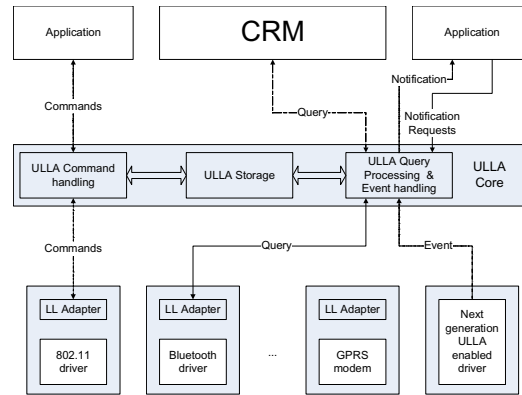 Application
CRM
Application
Commands
Query
Notification
Notification
Requests
ULLA Command
handling
ULLA Storage
ULLA Query
Processing &
Event handling
ULLA
Core
Commands
Query
Event
LL Adapter
802.11
driver
LL Adapter
Bluetooth
driver
...
LL Adapter
GPRS
modem
Next
generation
ULLA
enabled
driver